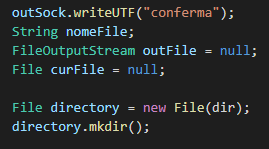 outSock.writeUTF("conferma");
String nomeFile;
FileOutputStream outFile = null;
File curFile = null;
File directory = new File(dir);
directory.mkdir();